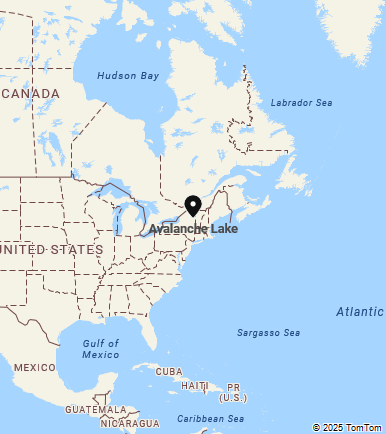 Hudson Bay
CANADA
Labrador Sea
Avalanche Lake
UNITED STATES
Atlantic
Sargasso Sea
Gulf of
Mexico
MEXICO
CUBA
HAITI
PR
(U.S.)
GUATEMALA
NICARAGUA
Caribbean Sea
© 2025 TomTom